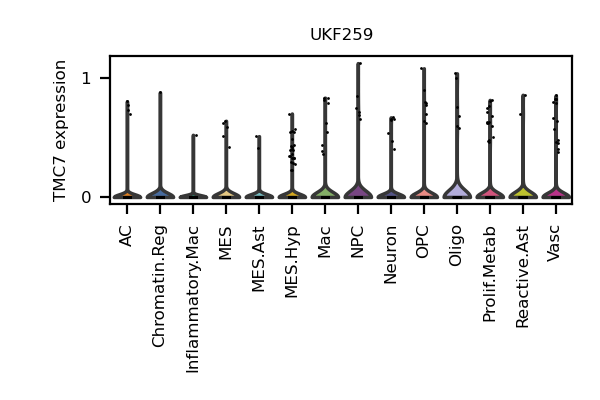 UKF259
TMC7 expression
1
0
AC
Chromatin.Reg
Inflammatory.Mac
MES
MES.Ast
MES.Hyp
Mac
NPC
Neuron
OPC
Oligo
Prolif.Metab
Reactive.Ast
Vasc